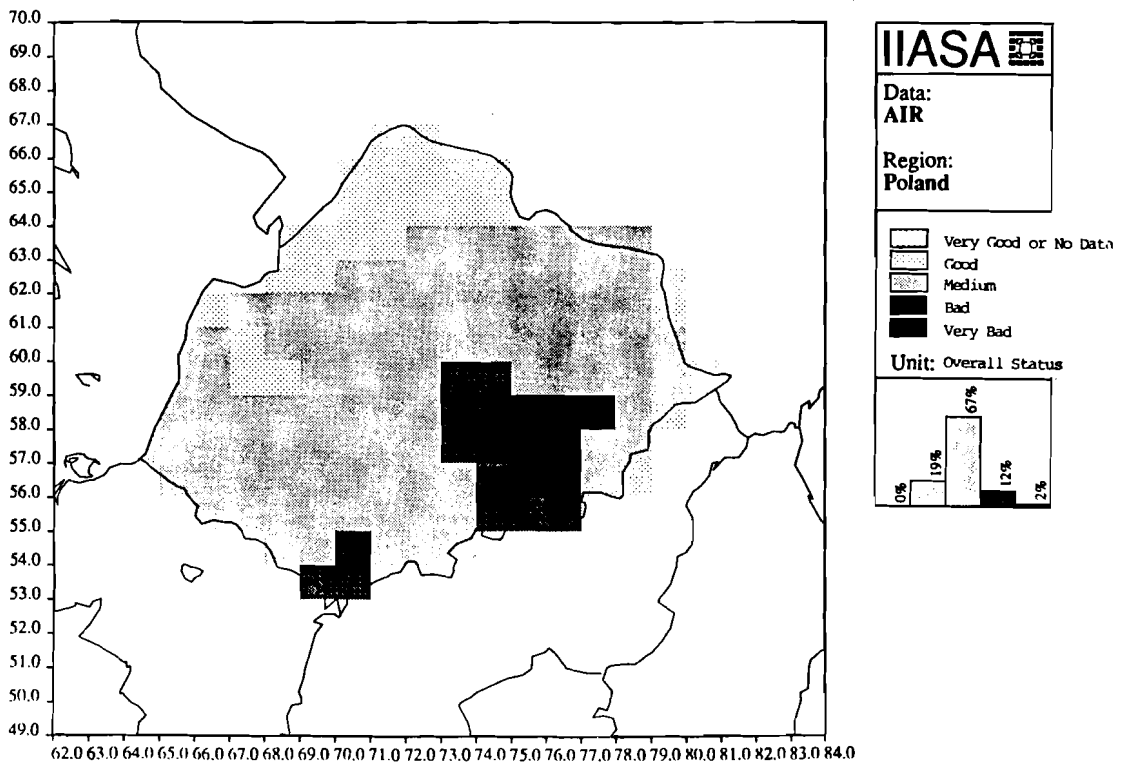 70.0
69.0
68.0
67.0
66.0
65.0
64.0
63.0
62.0
61.0
60.0
59.0
58.0
57.0
56.0
55.0
54.0
53.0
52.0
51.0
50.0
49.0
62.0 63.0 64.0 65.0 66.0 67.0 68.0 69.0 70.0 71.0 72.0 73.0 74.0 75.0 76.0 77.0 78.0 79.0 80.0 81.0 82.0 83.0 84.0
IIASA
Data:
AIR
Region:
Poland
Very Good or No Data
Good
Medium
Bad
Very Bad
Unit: Overall Status
0% 19% 67% 12% 2%